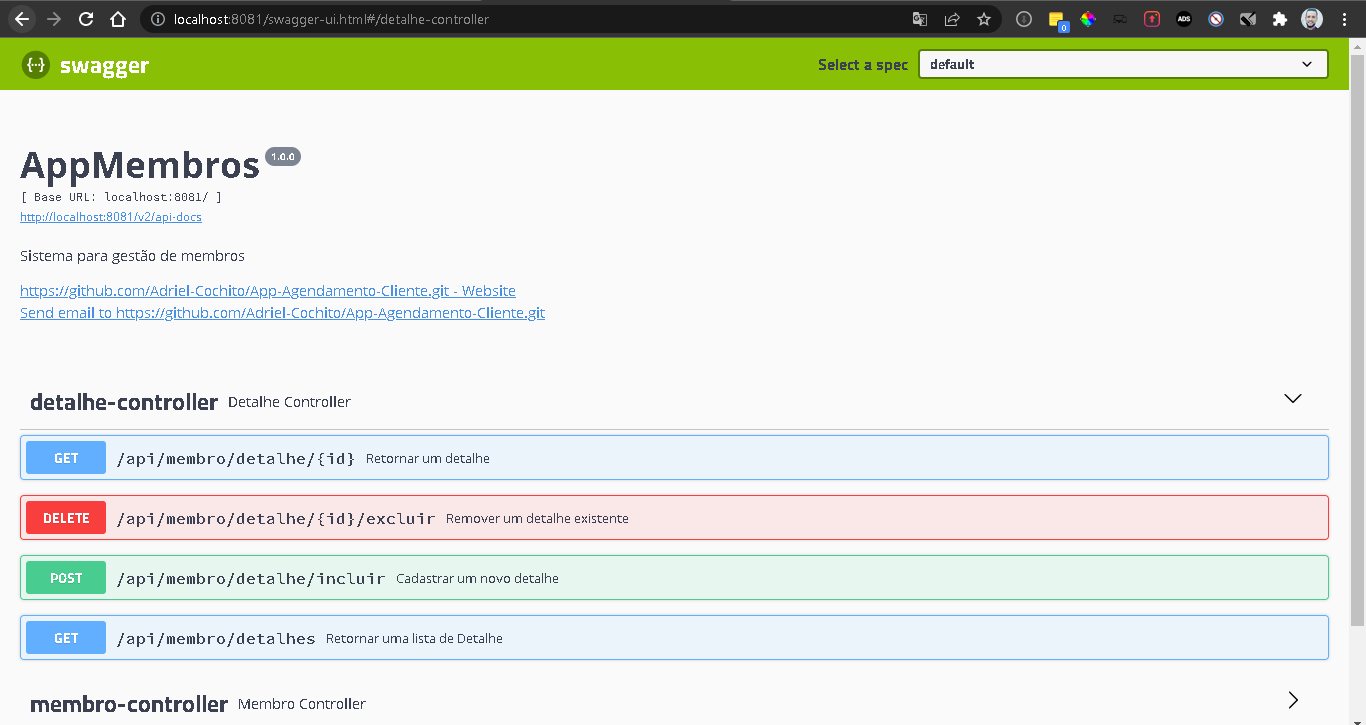 localhost:8081/swagger-ui.html#/detalhe-controller
0
ADS
{··} swagger
Select a spec
default
AppMembros 1.0.0
[ Base URL: localhost:8081/ ]
http://localhost:8081/v2/api-docs
Sistema para gestão de membros
https://github.com/Adriel-Cochito/App-Agendamento-Cliente.git - Website
Send email to https://github.com/Adriel-Cochito/App-Agendamento-Cliente.git
detalhe-controller Detalhe Controller
GET /api/membro/detalhe/{id} Retornar um detalhe
DELETE /api/membro/detalhe/{id}/excluir Remover um detalhe existente
POST /api/membro/detalhe/incluir Cadastrar um novo detalhe
GET /api/membro/detalhes Retornar uma lista de Detalhe
membro-controller Membro Controller